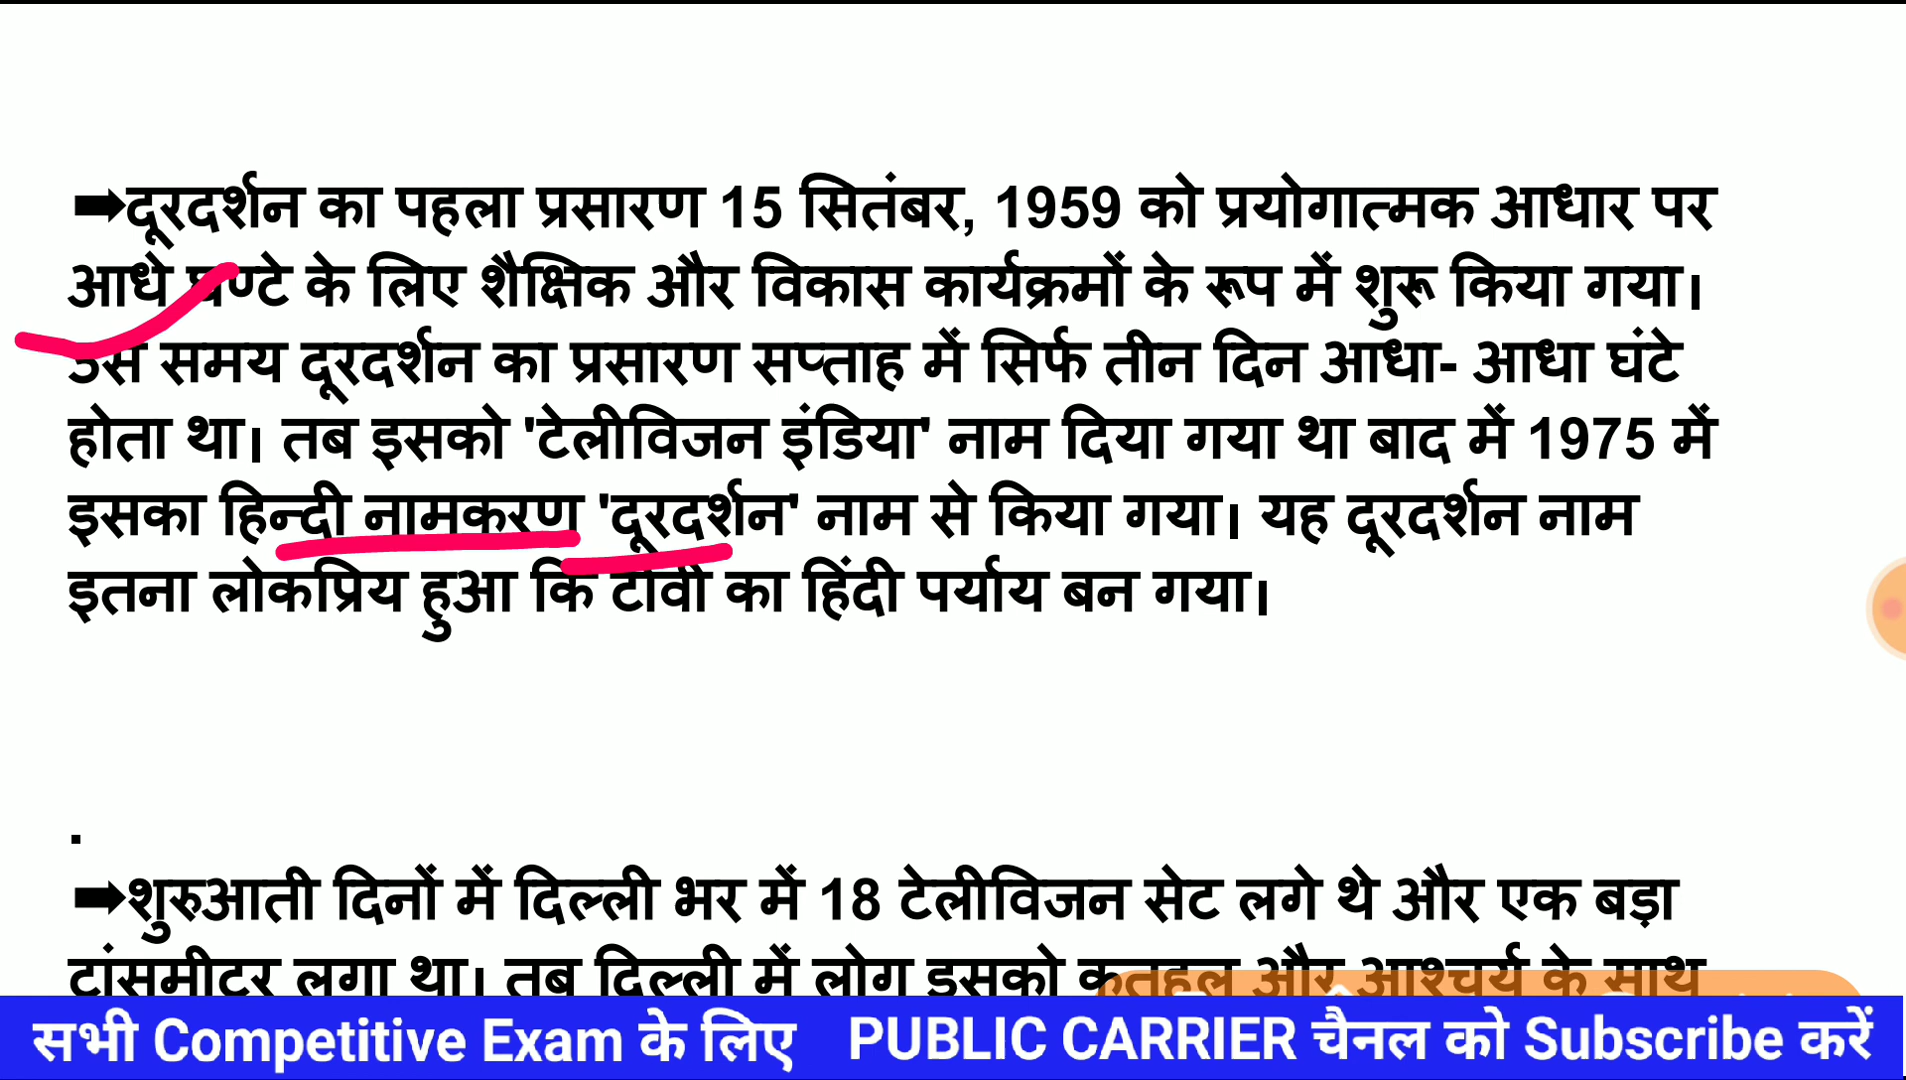 ➡दूरदर्शन का पहला प्रसारण 15 सितंबर, 1959 को प्रयोगात्मक आधार पर
आधे घण्टे के लिए शैक्षिक और विकास कार्यक्रमों के रूप में शुरू किया गया।
उस समय दूरदर्शन का प्रसारण सप्ताह में सिर्फ तीन दिन आधा- आधा घंटे
होता था। तब इसको 'टेलीविजन इंडिया' नाम दिया गया था बाद में 1975 में
इसका हिन्दी नामकरण 'दूरदर्शन' नाम से किया गया। यह दूरदर्शन नाम
इतना लोकप्रिय हुआ कि टीवी का हिंदी पर्याय बन गया।
.
➡शुरुआती दिनों में दिल्ली भर में 18 टेलीविजन सेट लगे थे और एक बड़ा
टांसमीटर लगा था। तब दिल्ली में लोग इसको कुतूहल और आश्चर्य के साथ
सभी Competitive Exam के लिए PUBLIC CARRIER चैनल को Subscribe करें